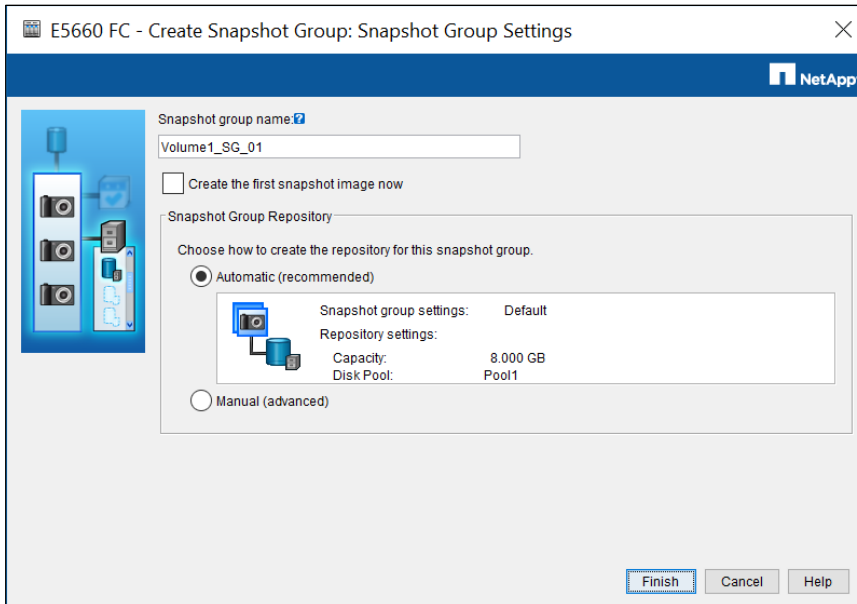 E5660 FC - Create Snapshot Group: Snapshot Group Settings
NetApp
Snapshot group name:
Volume1_SG_01
Create the first snapshot image now
Snapshot Group Repository
Choose how to create the repository for this snapshot group.
Automatic (recommended)
Snapshot group settings: Default
Repository settings:
Capacity: 8.000 GB
Disk Pool: Pool1
Manual (advanced)
Finish Cancel Help